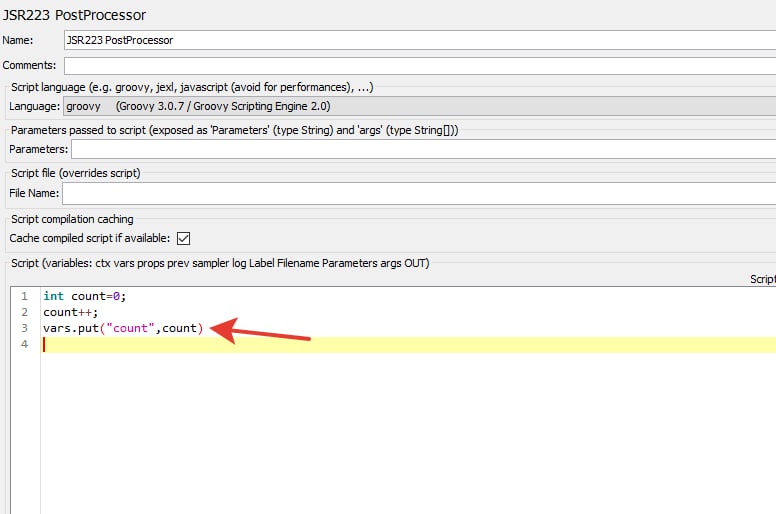 JSR223 PostProcessor
Name: JSR223 PostProcessor
Comments:
Script language (e.g. groovy, jexl, javascript (avoid for performances), ...)
Language: groovy (Groovy 3.0.7 / Groovy Scripting Engine 2.0)
Parameters passed to script (exposed as 'Parameters' (type String) and 'args' (type String[]))
Parameters:
Script file (overrides script)
File Name:
Script compilation caching
Cache compiled script if available:
Script (variables: ctx vars props prev sampler log Label Filename Parameters args OUT)
Script
1 int count=0;
2 count++;
3 vars.put("count",count)
4